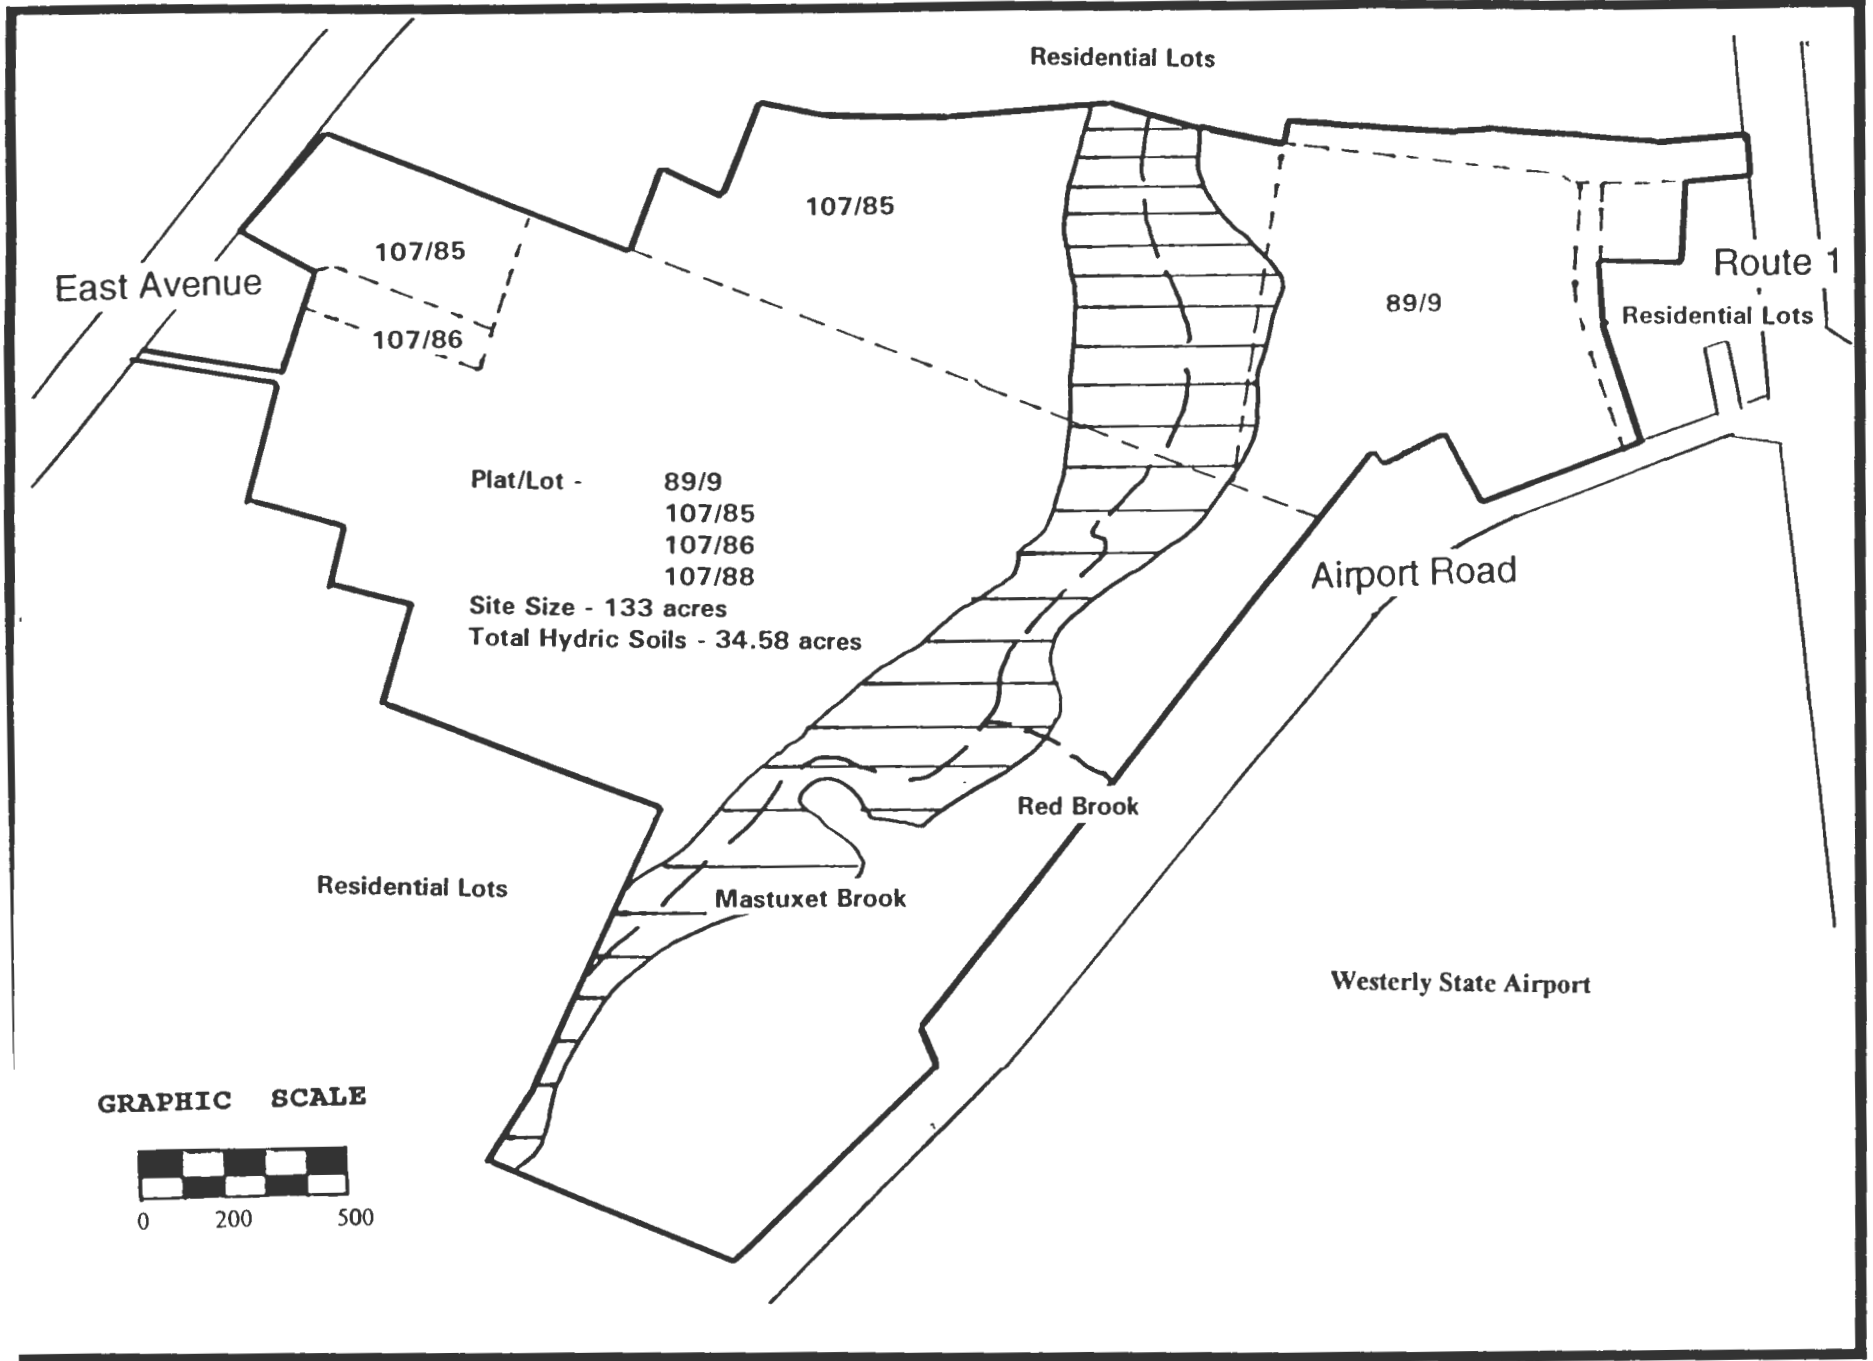 Residential Lots
107/85
107/85
East Avenue
107/86
89/9
Route 1
Residential Lots
Plat/Lot - 89/9
107/85
107/86
107/88
Site Size - 133 acres
Total Hydric Soils - 34.58 acres
Airport Road
Red Brook
Residential Lots
Mastuxet Brook
Westerly State Airport
GRAPHIC SCALE
0 200 500